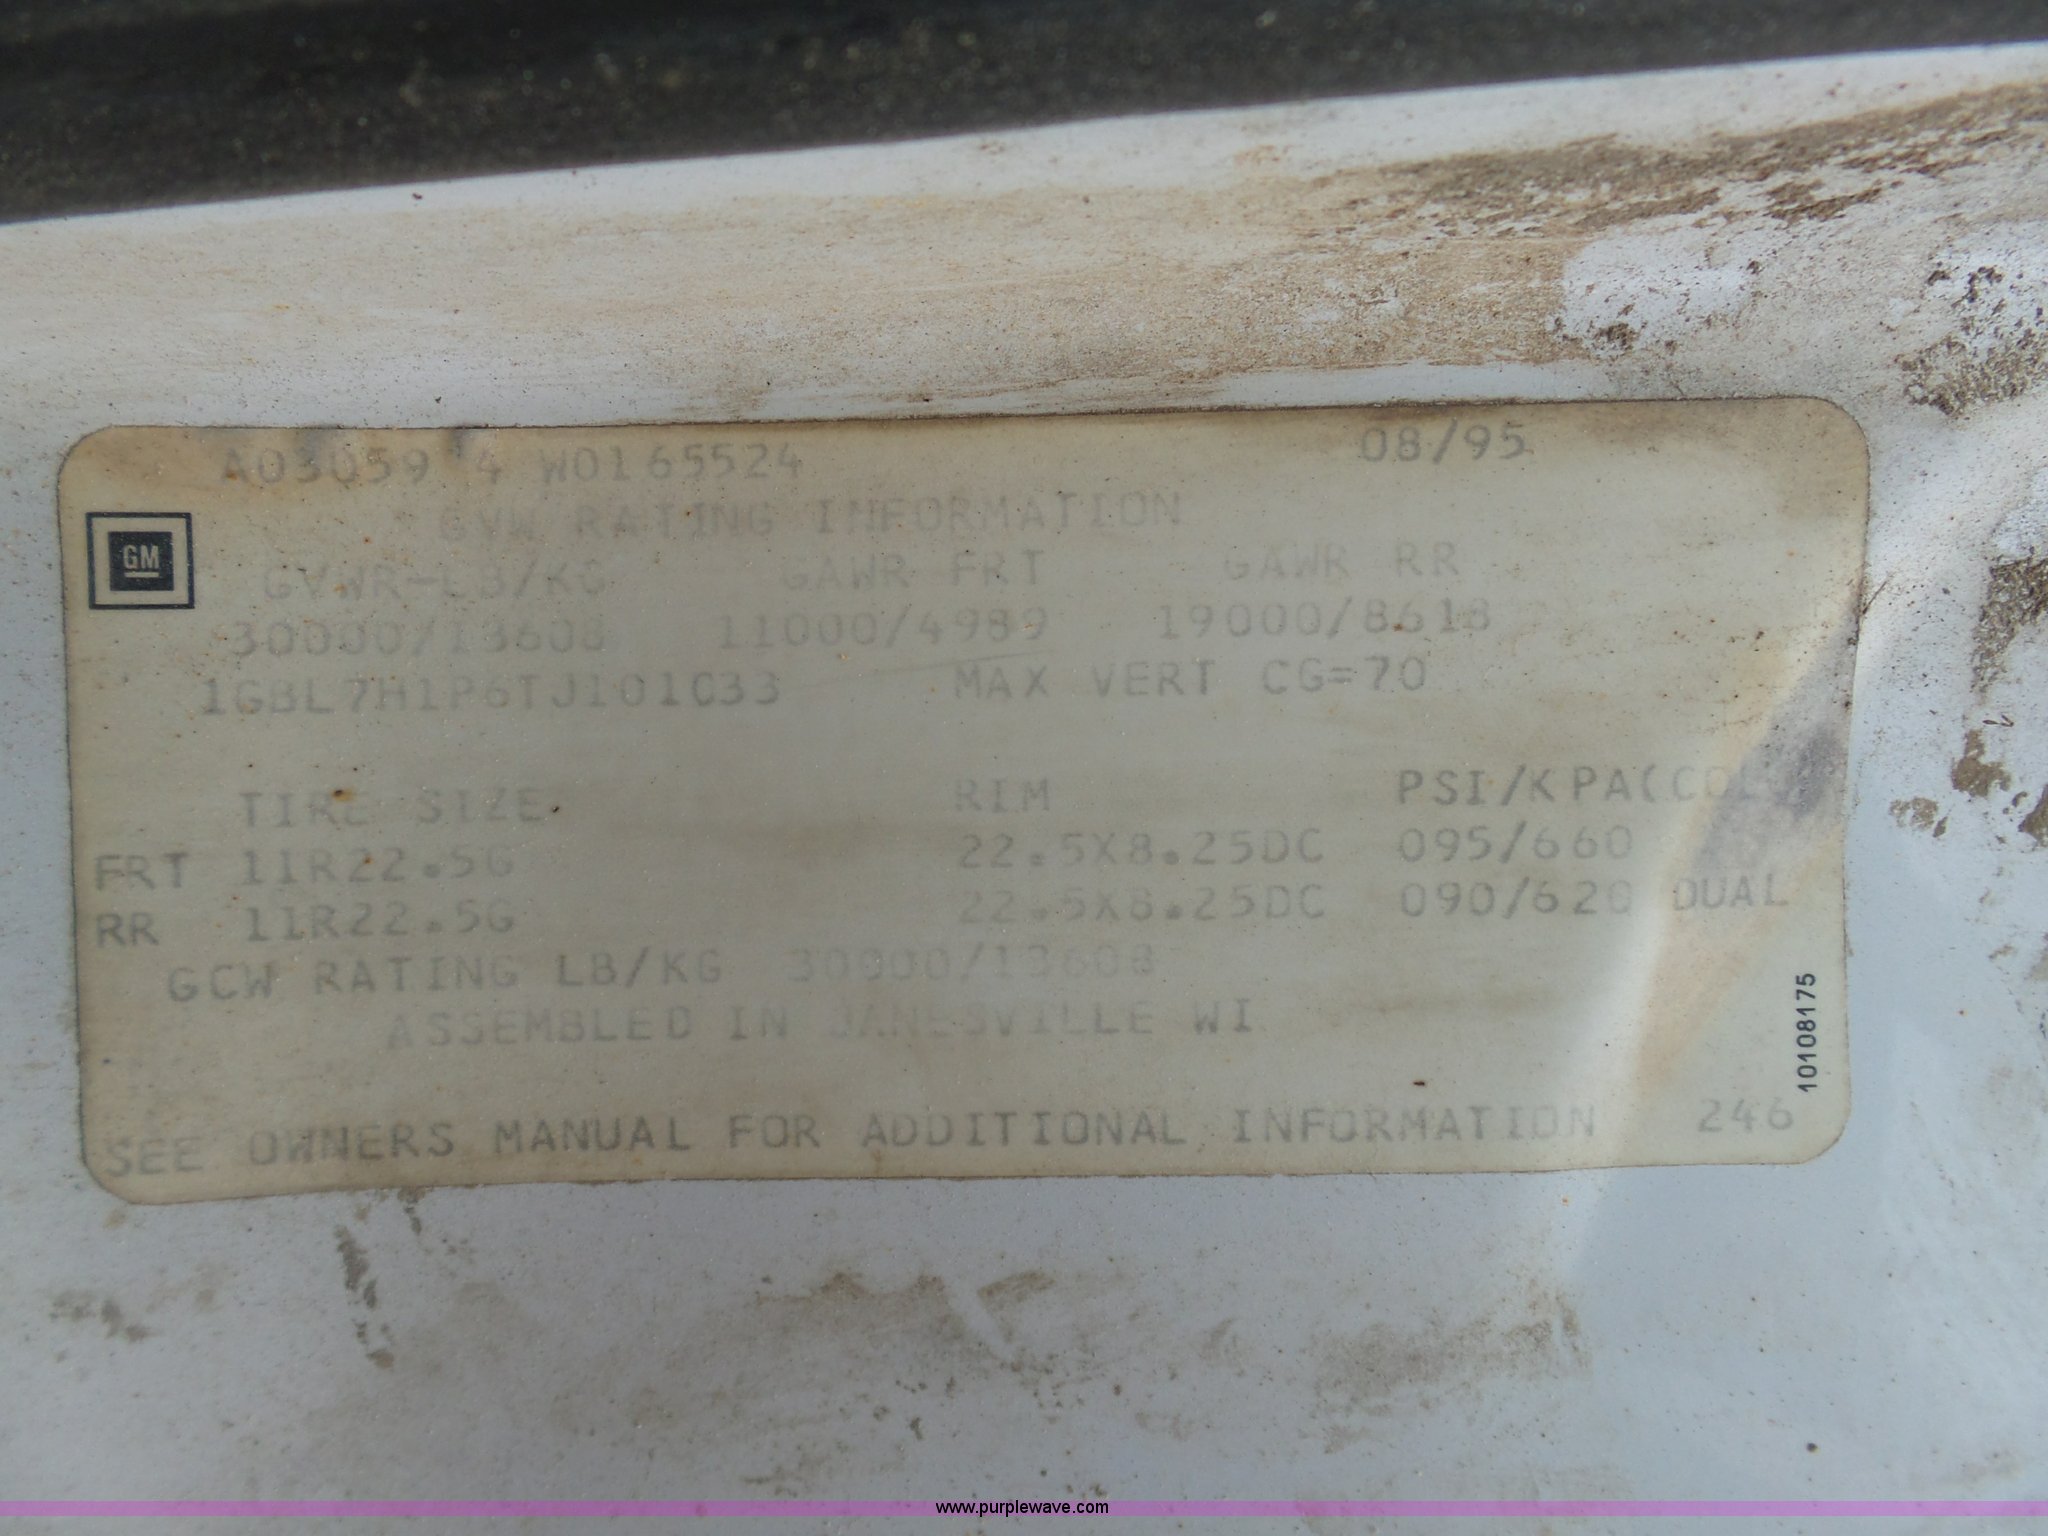 A03059 4 W0165524 08/95
GVW RATING INFORMATION
GM
GVWR-LB/KG GAWR FRT GAWR RR
30000/13608 11000/4989 19000/8618
1GBL7H1P6TJ101033 MAX VERT CG=70
TIRE SIZE RIM PSI/KPA(COL
FRT 11R22.5G 22.5X8.25DC 095/660
RR 11R22.5G 22.5X8.25DC 090/620 DUAL
GCW RATING LB/KG 30000/13608
ASSEMBLED IN JANESVILLE WI
10108175
SEE OWNERS MANUAL FOR ADDITIONAL INFORMATION 246
www.purplewave.com